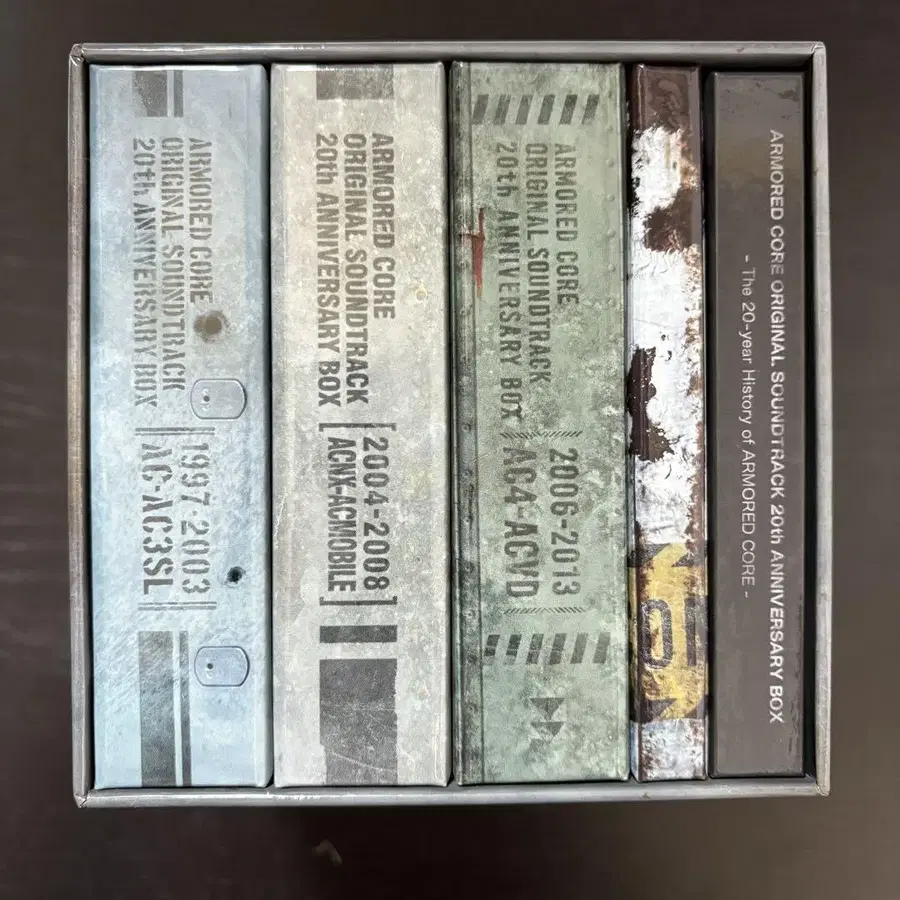 ARMORED CORE
ORIGINAL SOUNDTRACK
20th ANNIVERSARY BOX
1997-2003
AC-AC3SL
ARMORED CORE
ORIGINAL SOUNDTRACK
20th ANNIVERSARY BOX
2004-2008
ACNX-ACMOBILE
ARMORED CORE
ORIGINAL SOUNDTRACK
20th ANNIVERSARY BOX
2006-2013
AC4-ACVD
ARMORED CORE ORIGINAL SOUNDTRACK 20th ANNIVERSARY BOX
- The 20-year History of ARMORED CORE -